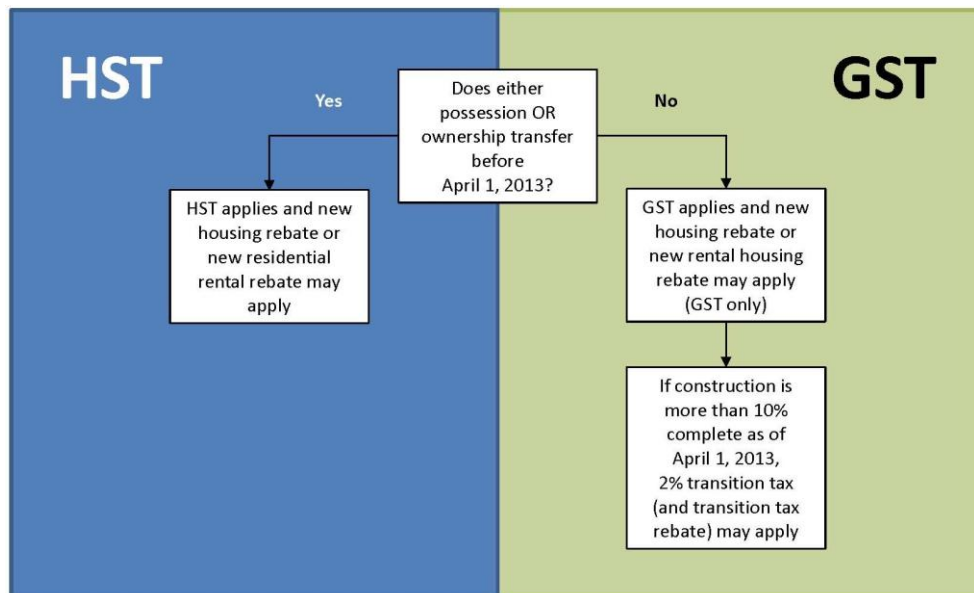 HST
GST
Yes
No
Does either
possession OR
ownership transfer
before
April 1, 2013?
HST applies and new
housing rebate or
new residential
rental rebate may
apply
GST applies and new
housing rebate or
new rental housing
rebate may apply
(GST only)
If construction is
more than 10%
complete as of
April 1, 2013,
2% transition tax
(and transition tax
rebate) may apply